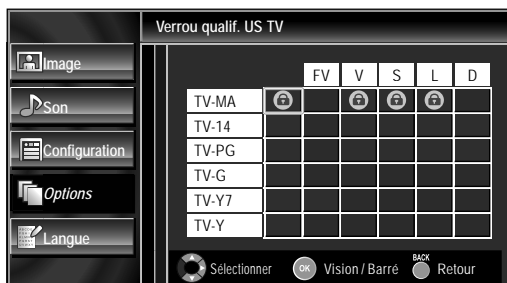 Verrou qualif. US TV
Image
Son
Configuration
Options
Langue
FV V S L D
TV-MA
TV-14
TV-PG
TV-G
TV-Y7
TV-Y
Sélectionner OK Vision / Barré BACK Retour